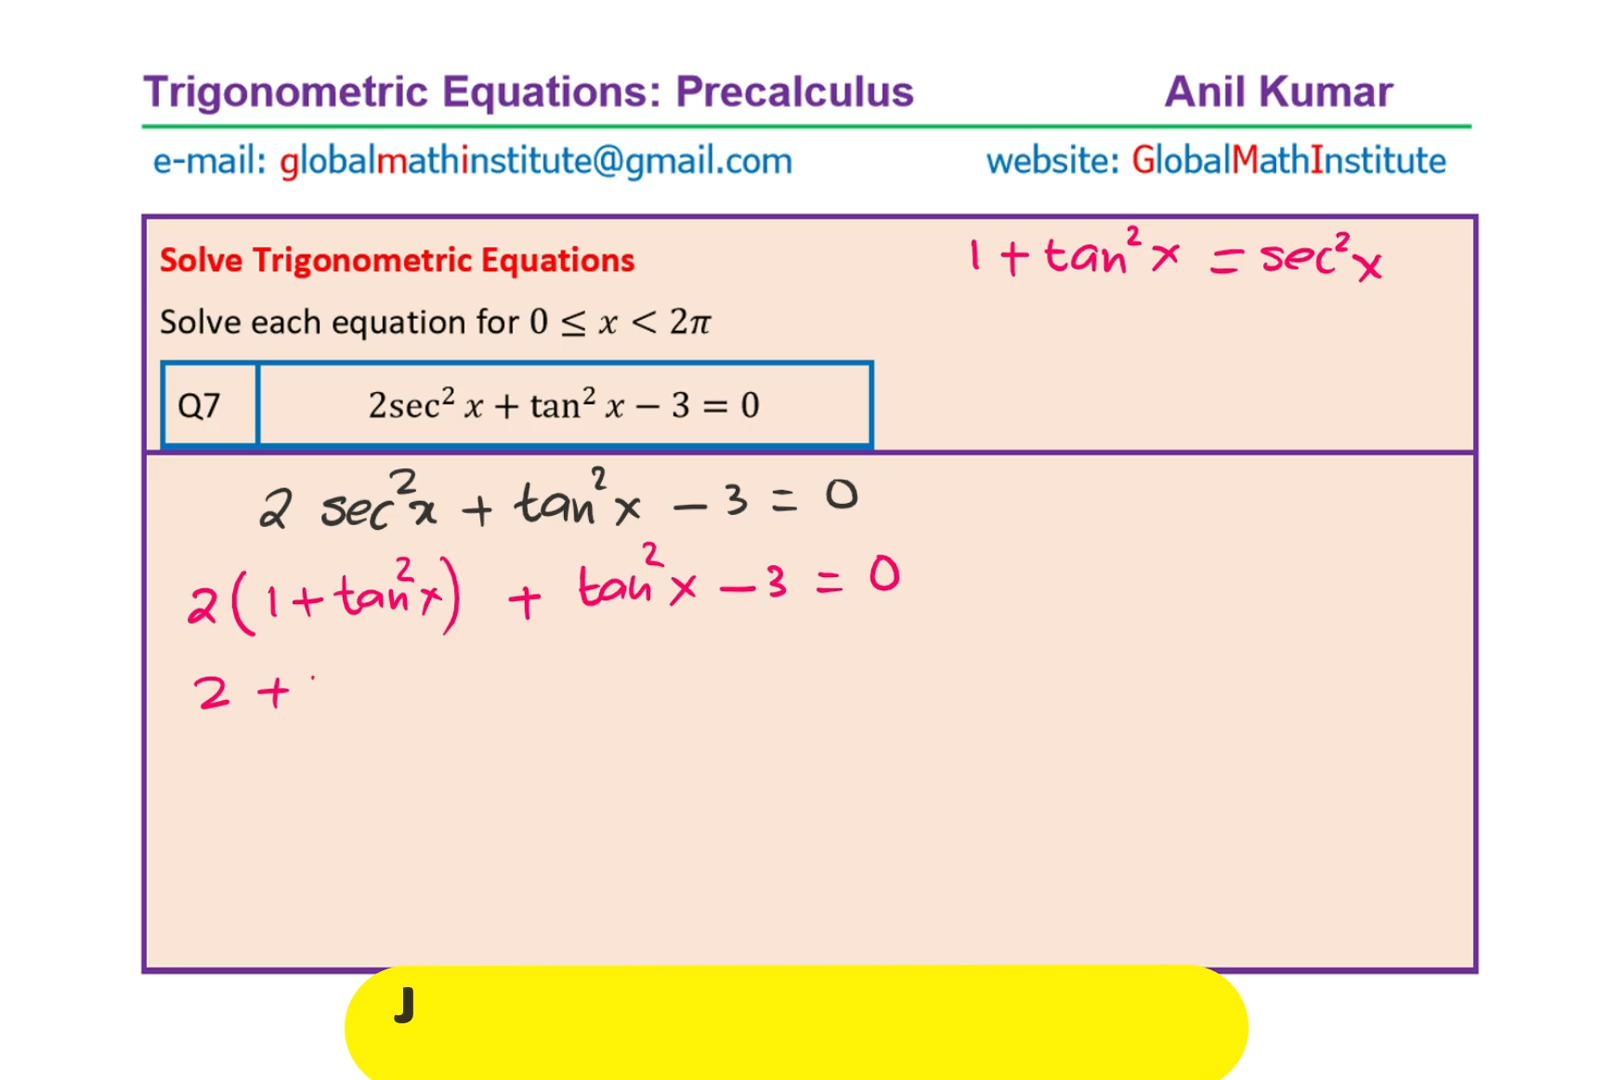 Trigonometric Equations: Precalculus Anil Kumar
e-mail: globalmathinstitute@gmail.com website: GlobalMathInstitute
Solve Trigonometric Equations 1 + tan²x = sec²x
Solve each equation for 0 ≤ x < 2π
Q7 2sec² x + tan² x − 3 = 0
2 sec²x + tan²x − 3 = 0
2(1 + tan²x) + tan²x − 3 = 0
2 +
J